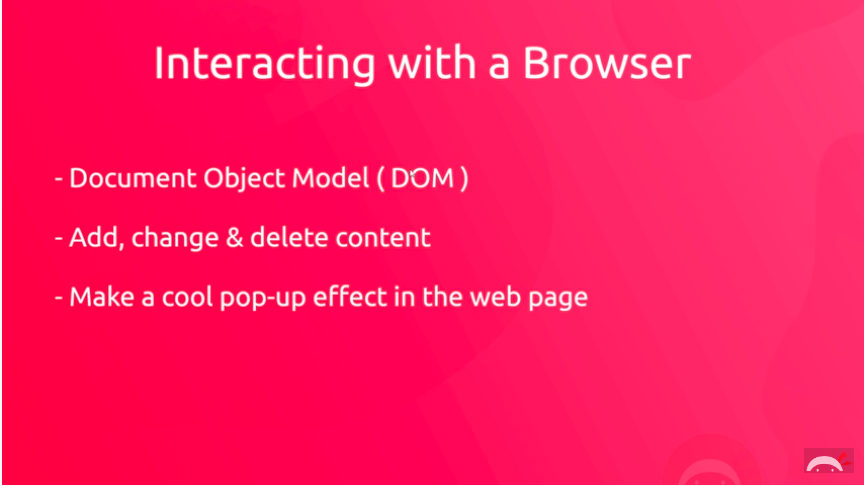 Interacting with a Browser
- Document Object Model ( DOM )
- Add, change & delete content
- Make a cool pop-up effect in the web page